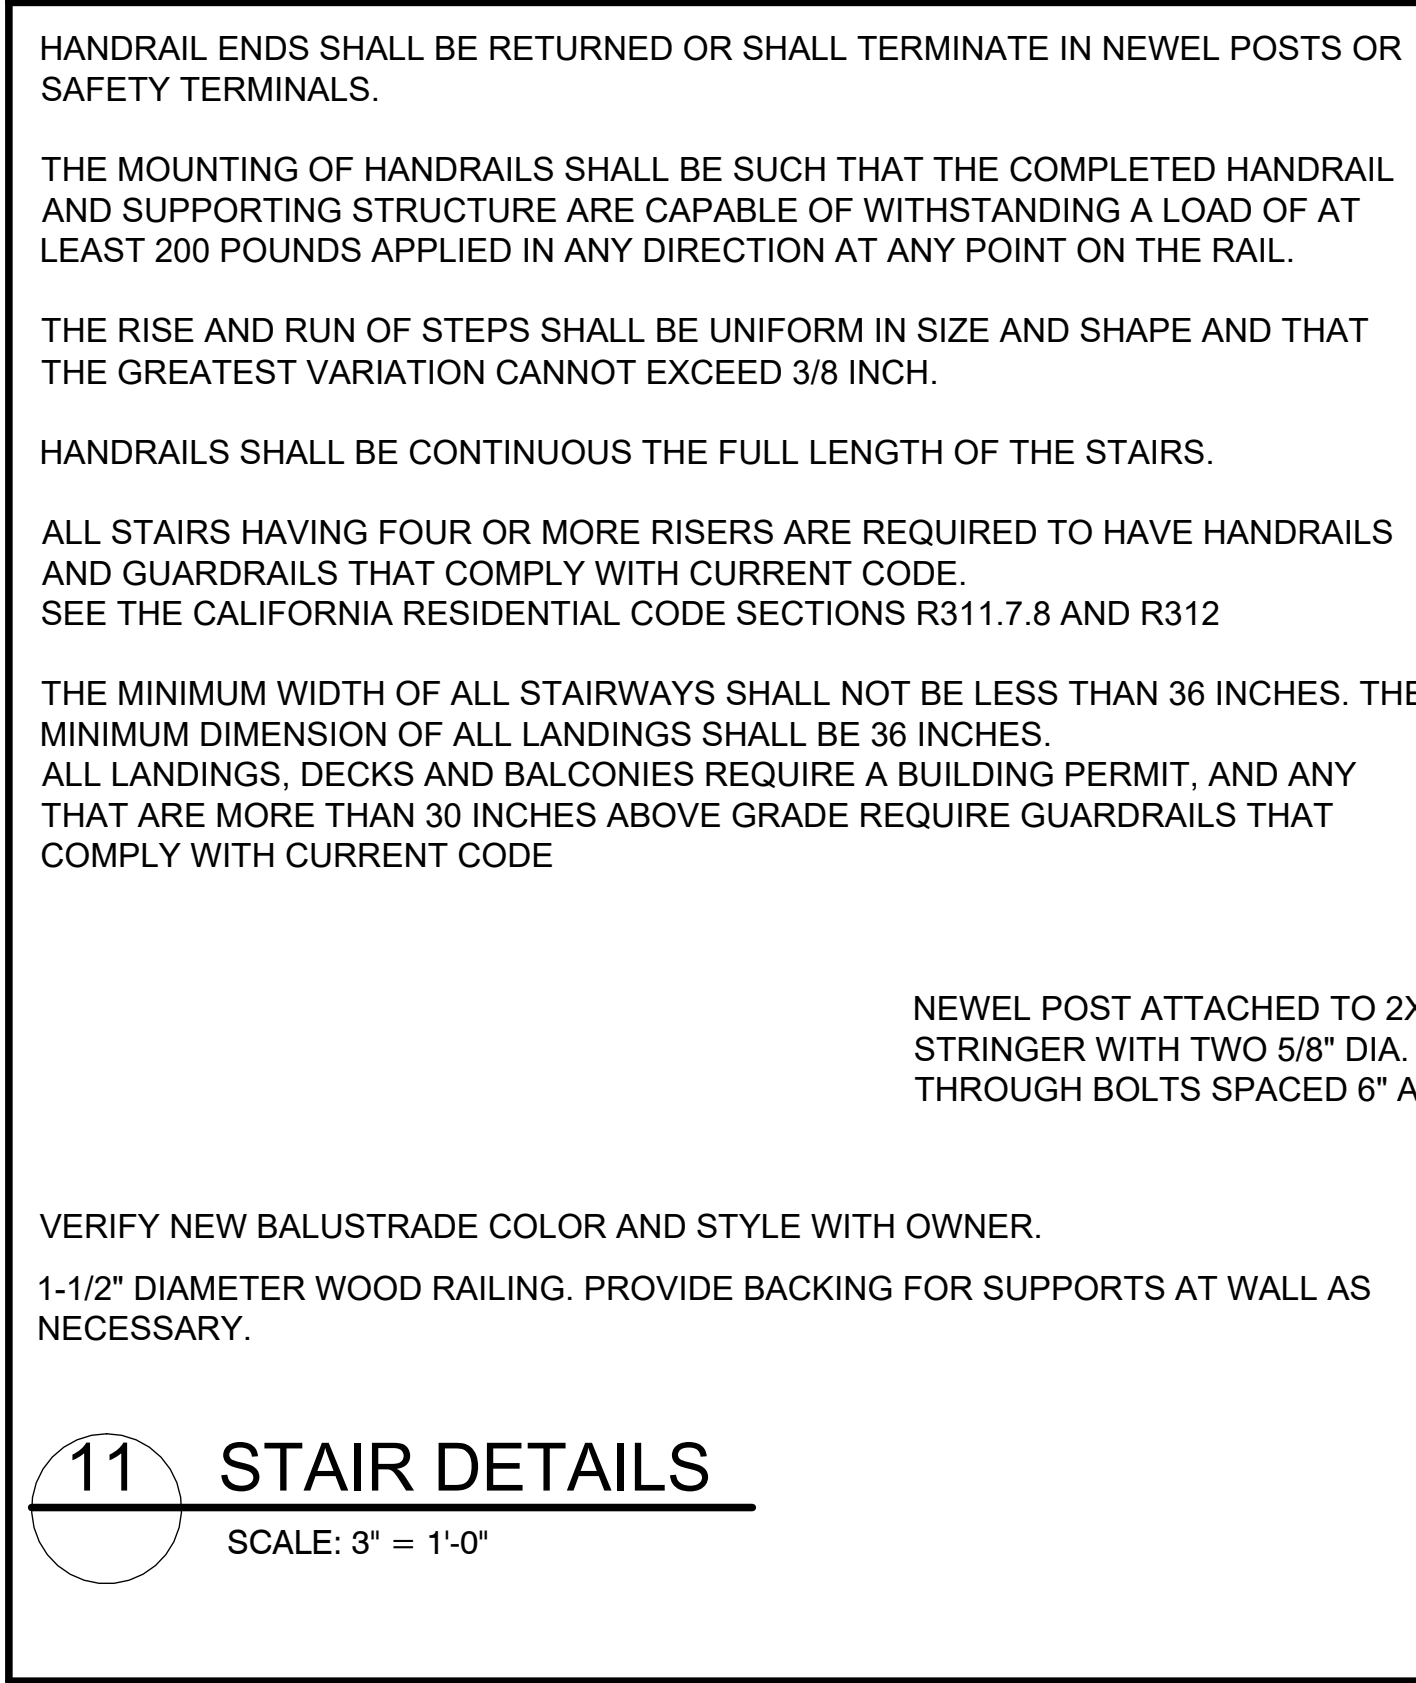 HANDRAIL ENDS SHALL BE RETURNED OR SHALL TERMINATE IN NEWEL POSTS OR
SAFETY TERMINALS.
THE MOUNTING OF HANDRAILS SHALL BE SUCH THAT THE COMPLETED HANDRAIL
AND SUPPORTING STRUCTURE ARE CAPABLE OF WITHSTANDING A LOAD OF AT
LEAST 200 POUNDS APPLIED IN ANY DIRECTION AT ANY POINT ON THE RAIL.
THE RISE AND RUN OF STEPS SHALL BE UNIFORM IN SIZE AND SHAPE AND THAT
THE GREATEST VARIATION CANNOT EXCEED 3/8 INCH.
HANDRAILS SHALL BE CONTINUOUS THE FULL LENGTH OF THE STAIRS.
ALL STAIRS HAVING FOUR OR MORE RISERS ARE REQUIRED TO HAVE HANDRAILS
AND GUARDRAILS THAT COMPLY WITH CURRENT CODE.
SEE THE CALIFORNIA RESIDENTIAL CODE SECTIONS R311.7.8 AND R312
THE MINIMUM WIDTH OF ALL STAIRWAYS SHALL NOT BE LESS THAN 36 INCHES. THE
MINIMUM DIMENSION OF ALL LANDINGS SHALL BE 36 INCHES.
ALL LANDINGS, DECKS AND BALCONIES REQUIRE A BUILDING PERMIT, AND ANY
THAT ARE MORE THAN 30 INCHES ABOVE GRADE REQUIRE GUARDRAILS THAT
COMPLY WITH CURRENT CODE
NEWEL POST ATTACHED TO 2X
STRINGER WITH TWO 5/8" DIA.
THROUGH BOLTS SPACED 6" A
VERIFY NEW BALUSTRADE COLOR AND STYLE WITH OWNER.
1-1/2" DIAMETER WOOD RAILING. PROVIDE BACKING FOR SUPPORTS AT WALL AS
NECESSARY.
11 STAIR DETAILS
SCALE: 3" = 1'-0"